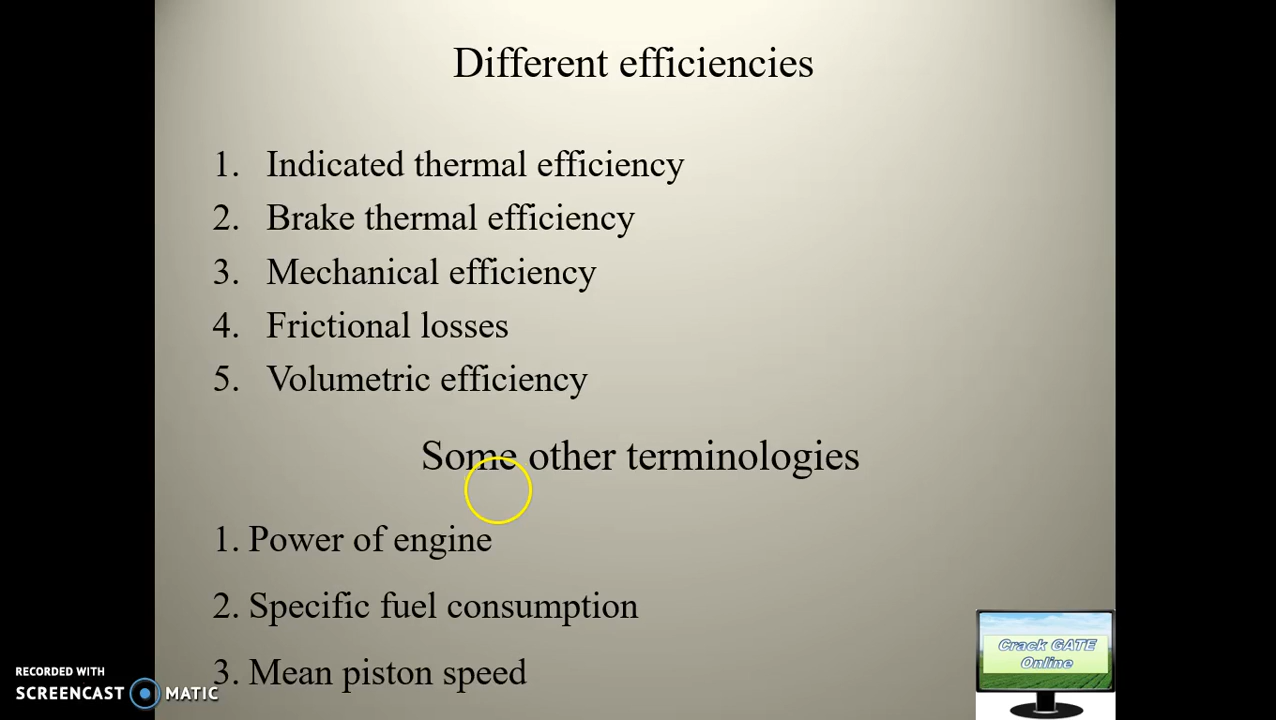 Different efficiencies
1. Indicated thermal efficiency
2. Brake thermal efficiency
3. Mechanical efficiency
4. Frictional losses
5. Volumetric efficiency
Some other terminologies
1. Power of engine
2. Specific fuel consumption
3. Mean piston speed
Crack GATE
Online
RECORDED WITH
SCREENCAST MATIC